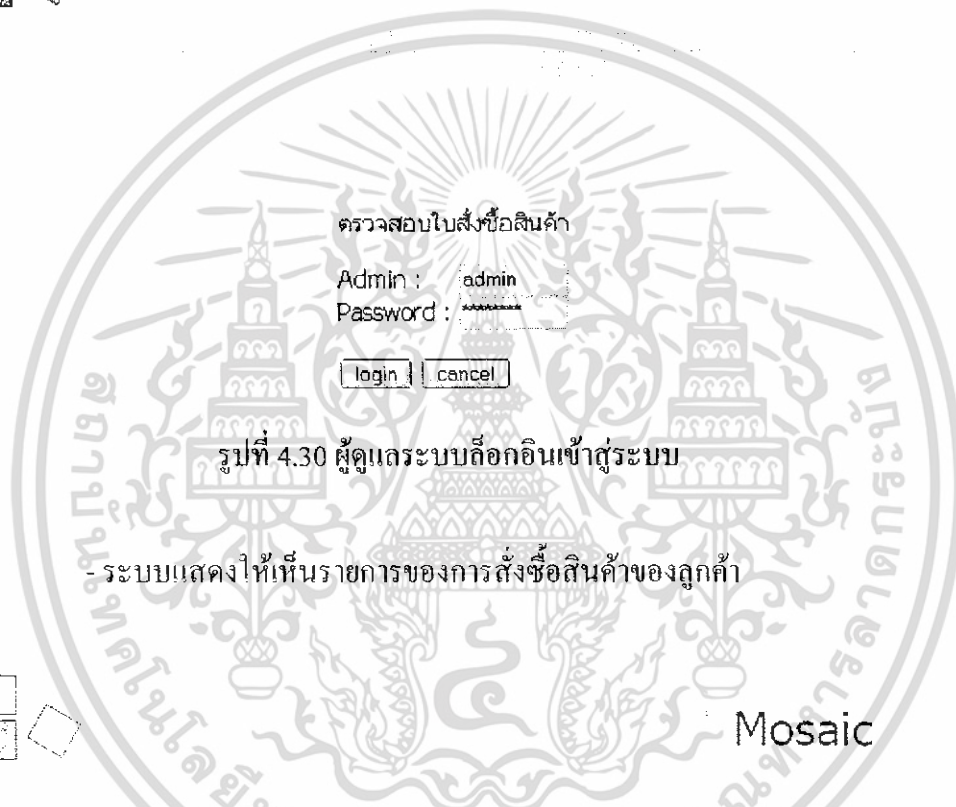 ตรวจสอบใบสั่งซื้อสินค้า
Admin : admin
Password : ********
login cancel
รูปที่ 4.30 ผู้ดูแลระบบล็อกอินเข้าสู่ระบบ
- ระบบแสดงให้เห็นรายการของการสั่งซื้อสินค้าของลูกค้า
Mosaic